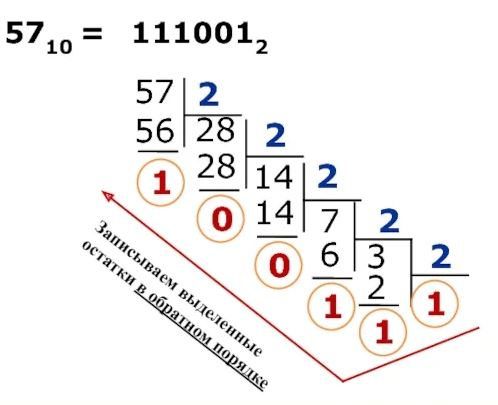 57₁₀ = 111001₂
57 2
56 28 2
1 28 14 2
0 14 7 2
0 6 3 2
1 2 1
1
Записываем выделенные
остатки в обратном порядке